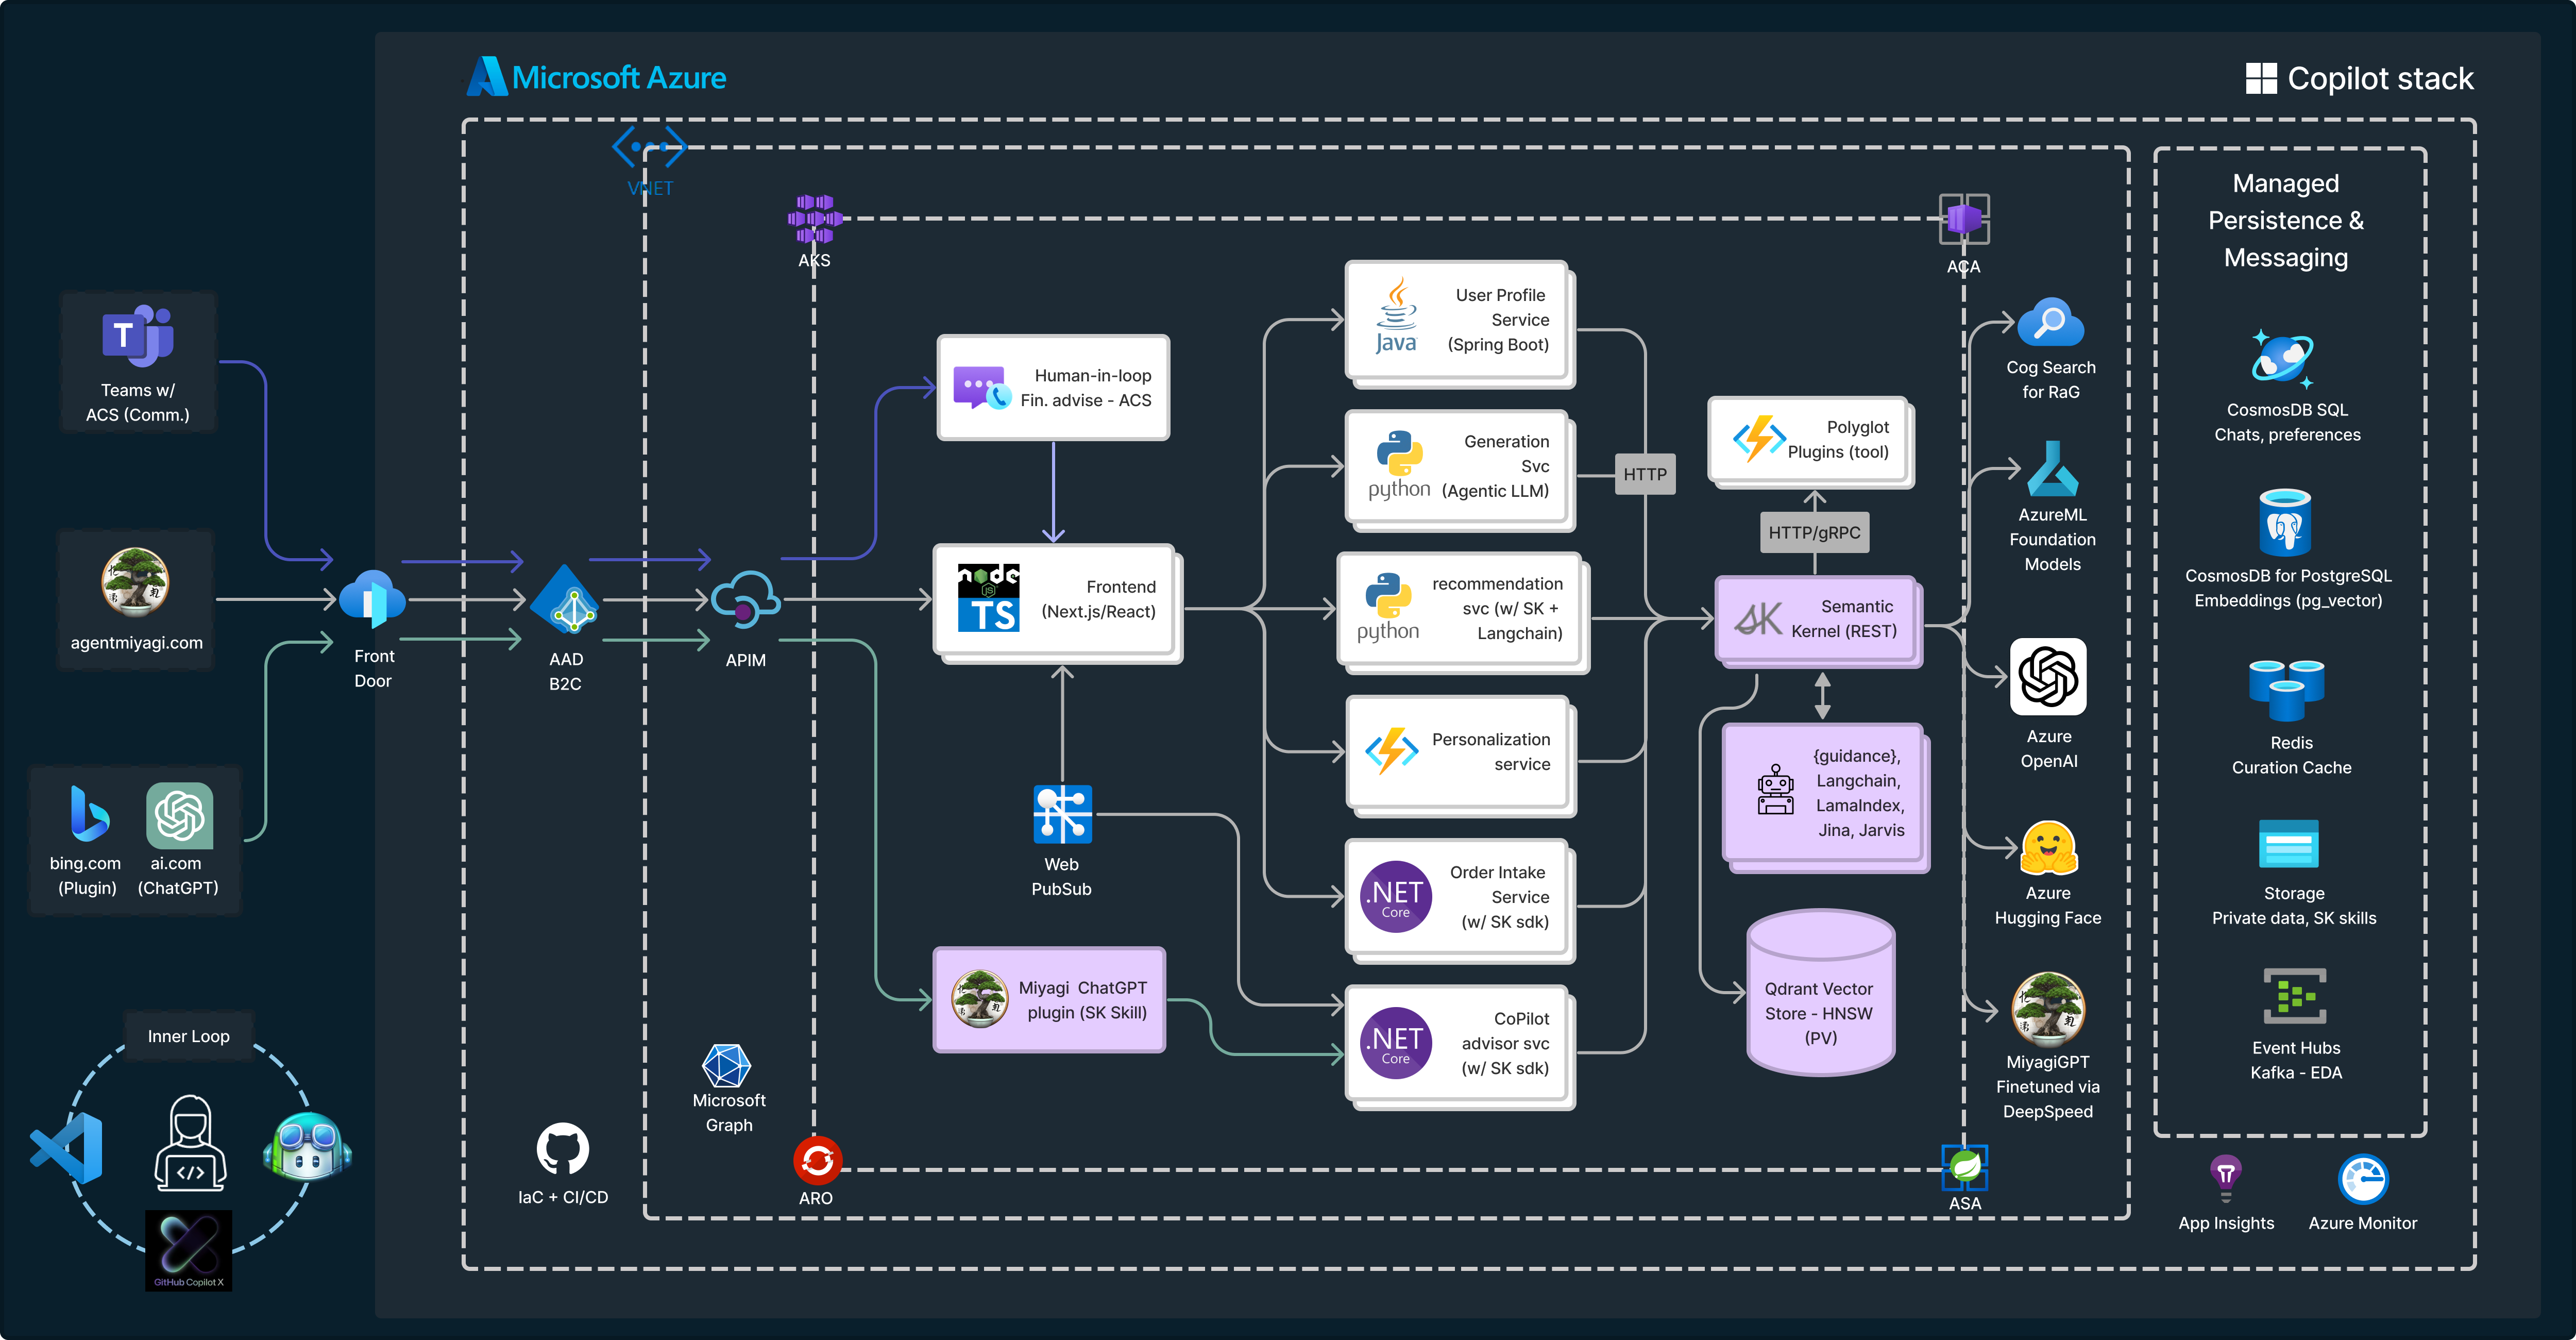 Microsoft Azure
Copilot stack
VNET
AKS
ACA
Managed
Persistence &
Messaging
Teams w/
ACS (Comm.)
agentmiyagi.com
bing.com
(Plugin)
ai.com
(ChatGPT)
Inner Loop
GitHub Copilot X
Front
Door
AAD
B2C
APIM
IaC + CI/CD
Microsoft
Graph
ARO
ASA
Human-in-loop
Fin. advise - ACS
node
JS
TS
Frontend
(Next.js/React)
Web
PubSub
Miyagi ChatGPT
plugin (SK Skill)
Java
User Profile
Service
(Spring Boot)
python
Generation
Svc
(Agentic LLM)
python
recommendation
svc (w/ SK +
Langchain)
Personalization
service
.NET
Core
Order Intake
Service
(w/ SK sdk)
.NET
Core
CoPilot
advisor svc
(w/ SK sdk)
HTTP
Polyglot
Plugins (tool)
HTTP/gRPC
SK
Semantic
Kernel (REST)
{guidance},
Langchain,
LamaIndex,
Jina, Jarvis
Qdrant Vector
Store - HNSW
(PV)
Cog Search
for RaG
AzureML
Foundation
Models
Azure
OpenAI
Azure
Hugging Face
MiyagiGPT
Finetuned via
DeepSpeed
CosmosDB SQL
Chats, preferences
CosmosDB for PostgreSQL
Embeddings (pg_vector)
Redis
Curation Cache
Storage
Private data, SK skills
Event Hubs
Kafka - EDA
App Insights
Azure Monitor